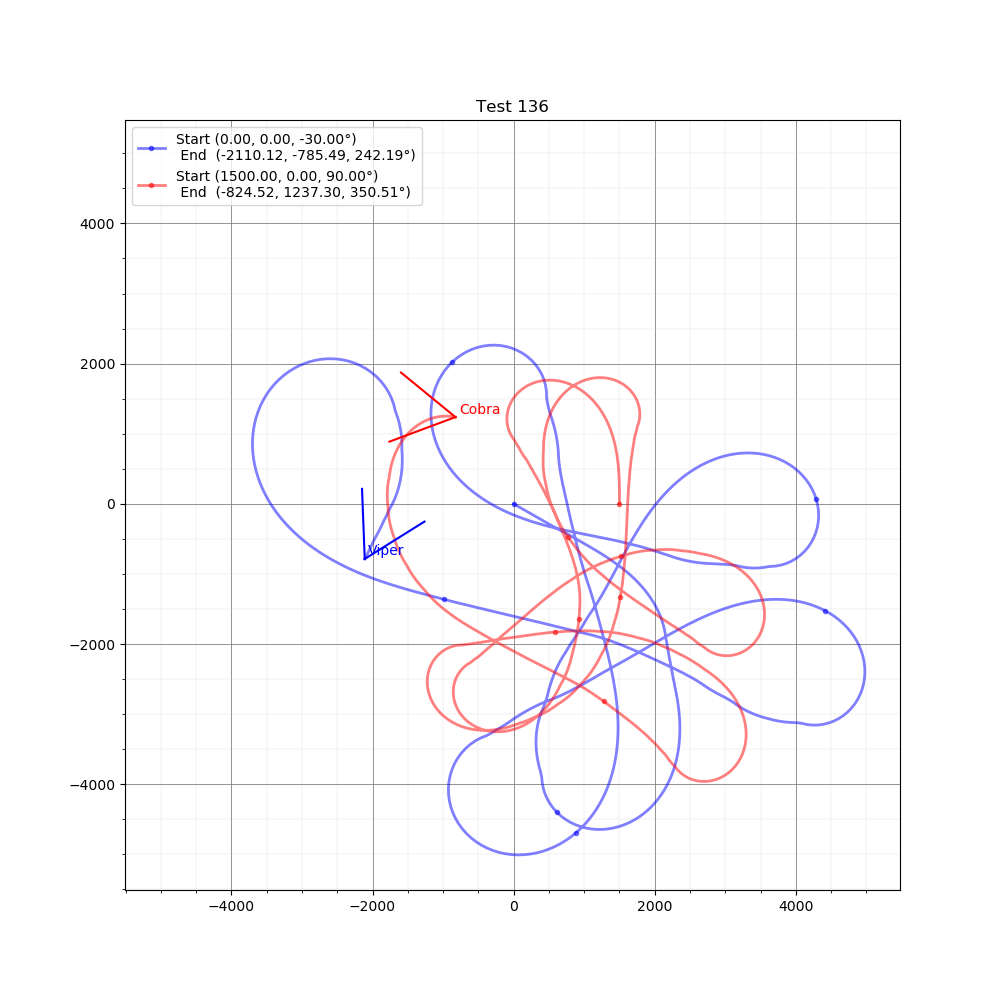 Test 136
Start (0.00, 0.00, -30.00°)
End  (-2110.12, -785.49, 242.19°)
Start (1500.00, 0.00, 90.00°)
End  (-824.52, 1237.30, 350.51°)
4000
2000
Cobra
0
Viper
−2000
−4000
−4000 −2000 0 2000 4000